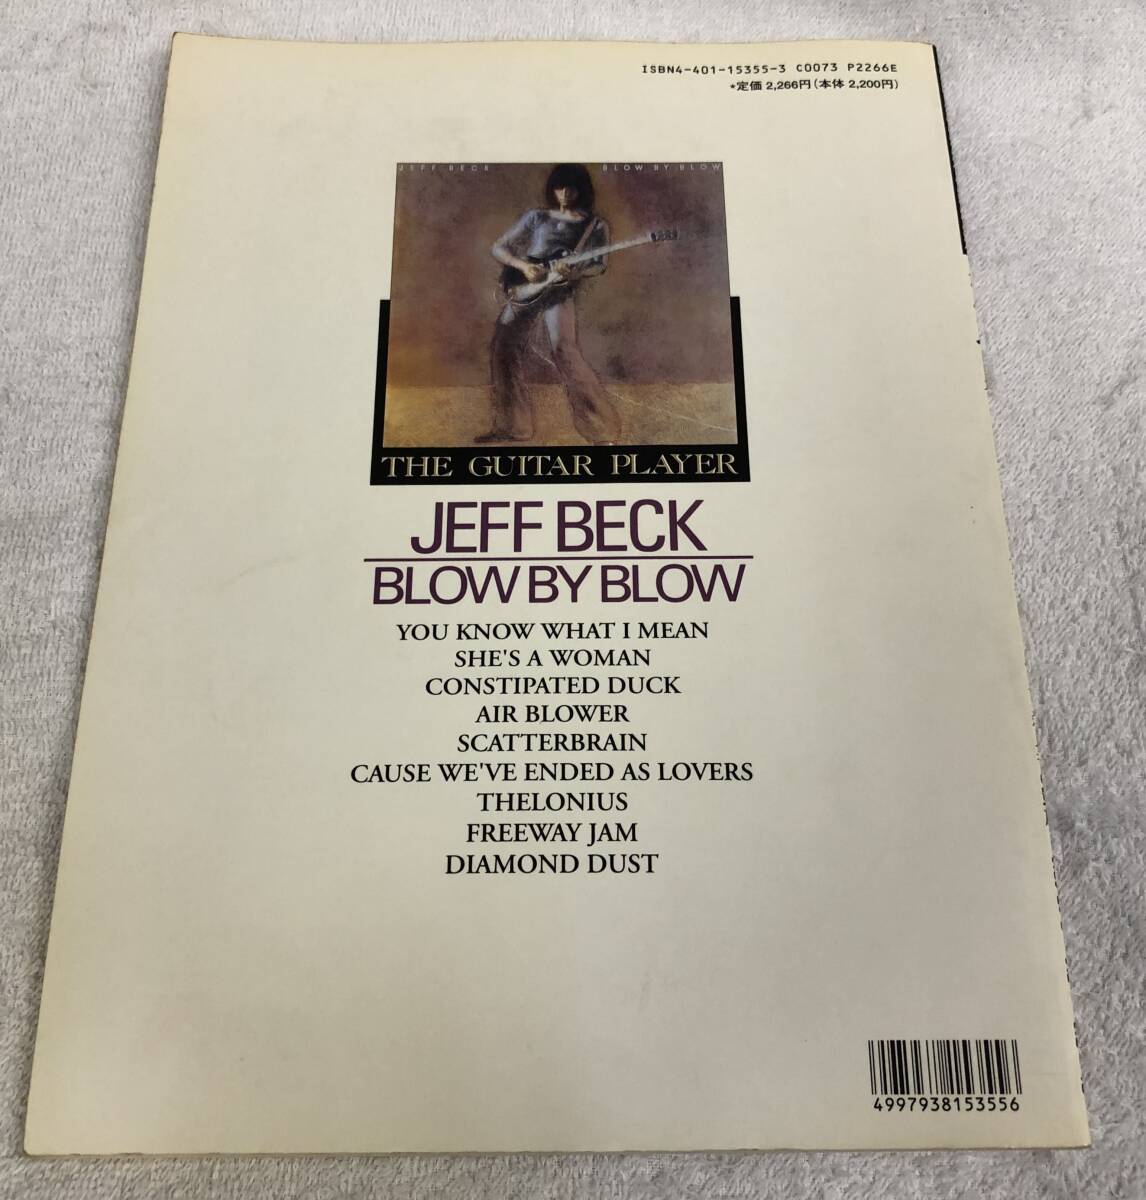 ISBN4-401-15355-3 C0073 P2266E
*定価 2,266円(本体 2,200円)
JEFF BECK BLOW BY BLOW
THE GUITAR PLAYER
JEFF BECK
BLOW BY BLOW
YOU KNOW WHAT I MEAN
SHE'S A WOMAN
CONSTIPATED DUCK
AIR BLOWER
SCATTERBRAIN
CAUSE WE'VE ENDED AS LOVERS
THELONIUS
FREEWAY JAM
DIAMOND DUST
4997938153556